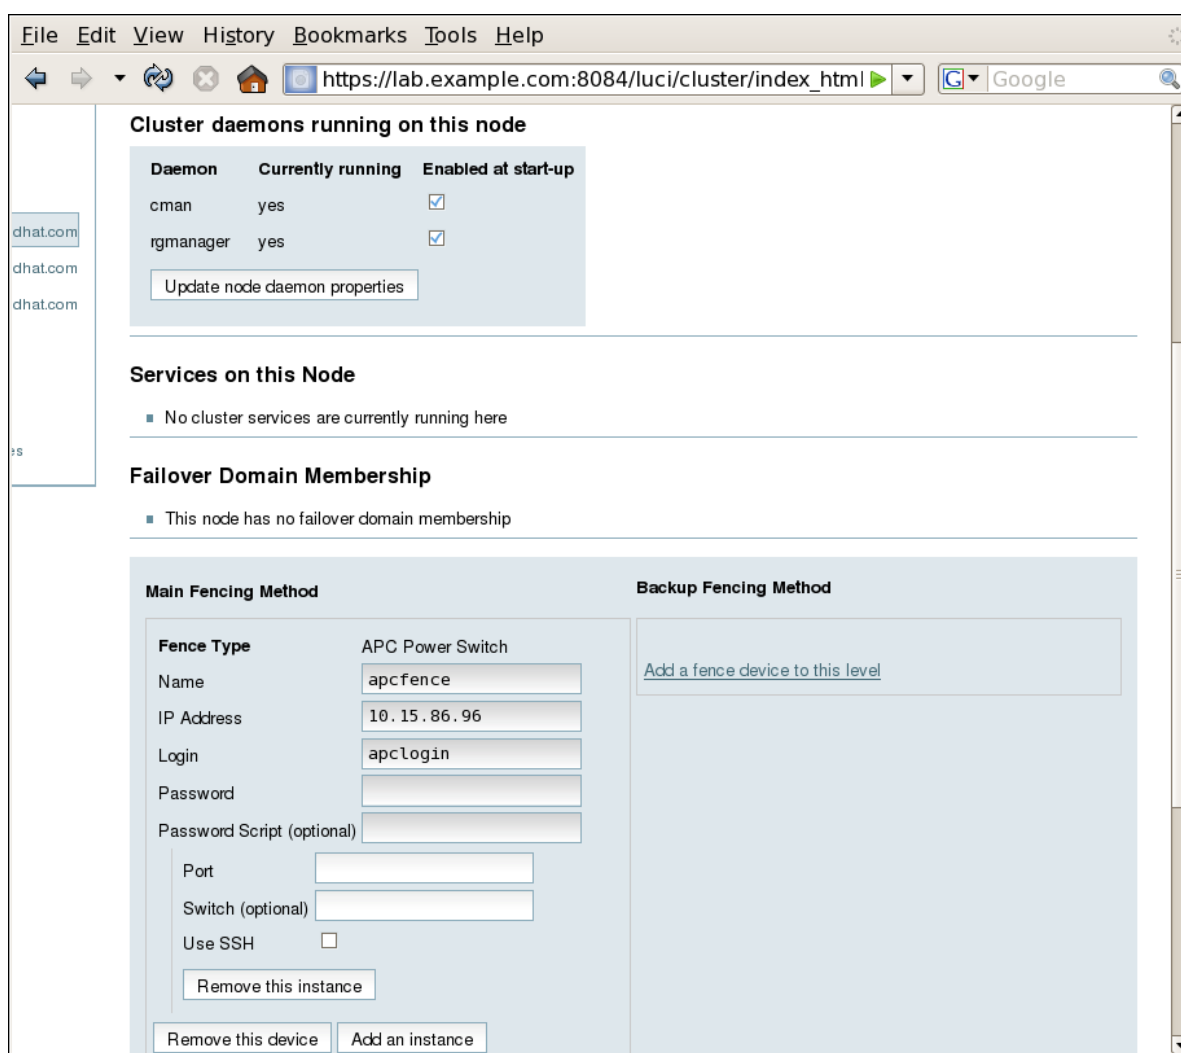 File Edit View History Bookmarks Tools Help
https://lab.example.com:8084/luci/cluster/index_html G Google
Cluster daemons running on this node
Daemon Currently running Enabled at start-up
cman yes
dhat.com
rgmanager yes
dhat.com
Update node daemon properties
dhat.com
Services on this Node
No cluster services are currently running here
es
Failover Domain Membership
This node has no failover domain membership
Main Fencing Method Backup Fencing Method
Fence Type APC Power Switch
Add a fence device to this level
Name apcfence
IP Address 10.15.86.96
Login apclogin
Password
Password Script (optional)
Port
Switch (optional)
Use SSH
Remove this instance
Remove this device Add an instance